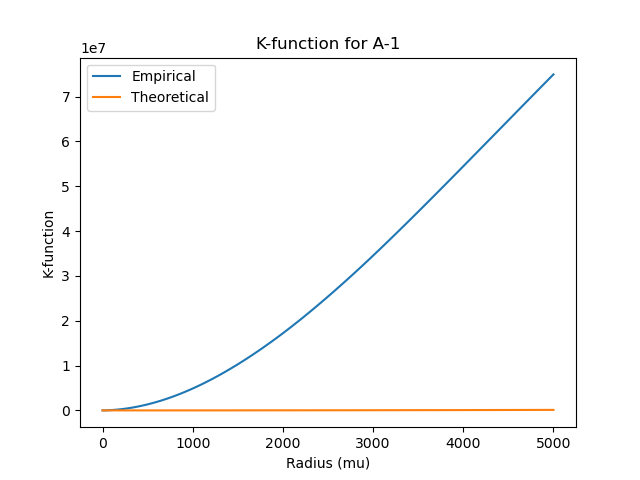 K-function for A-1
1e7
Empirical
Theoretical
7
6
5
4
3
2
1
0
K-function
0 1000 2000 3000 4000 5000
Radius (mu)